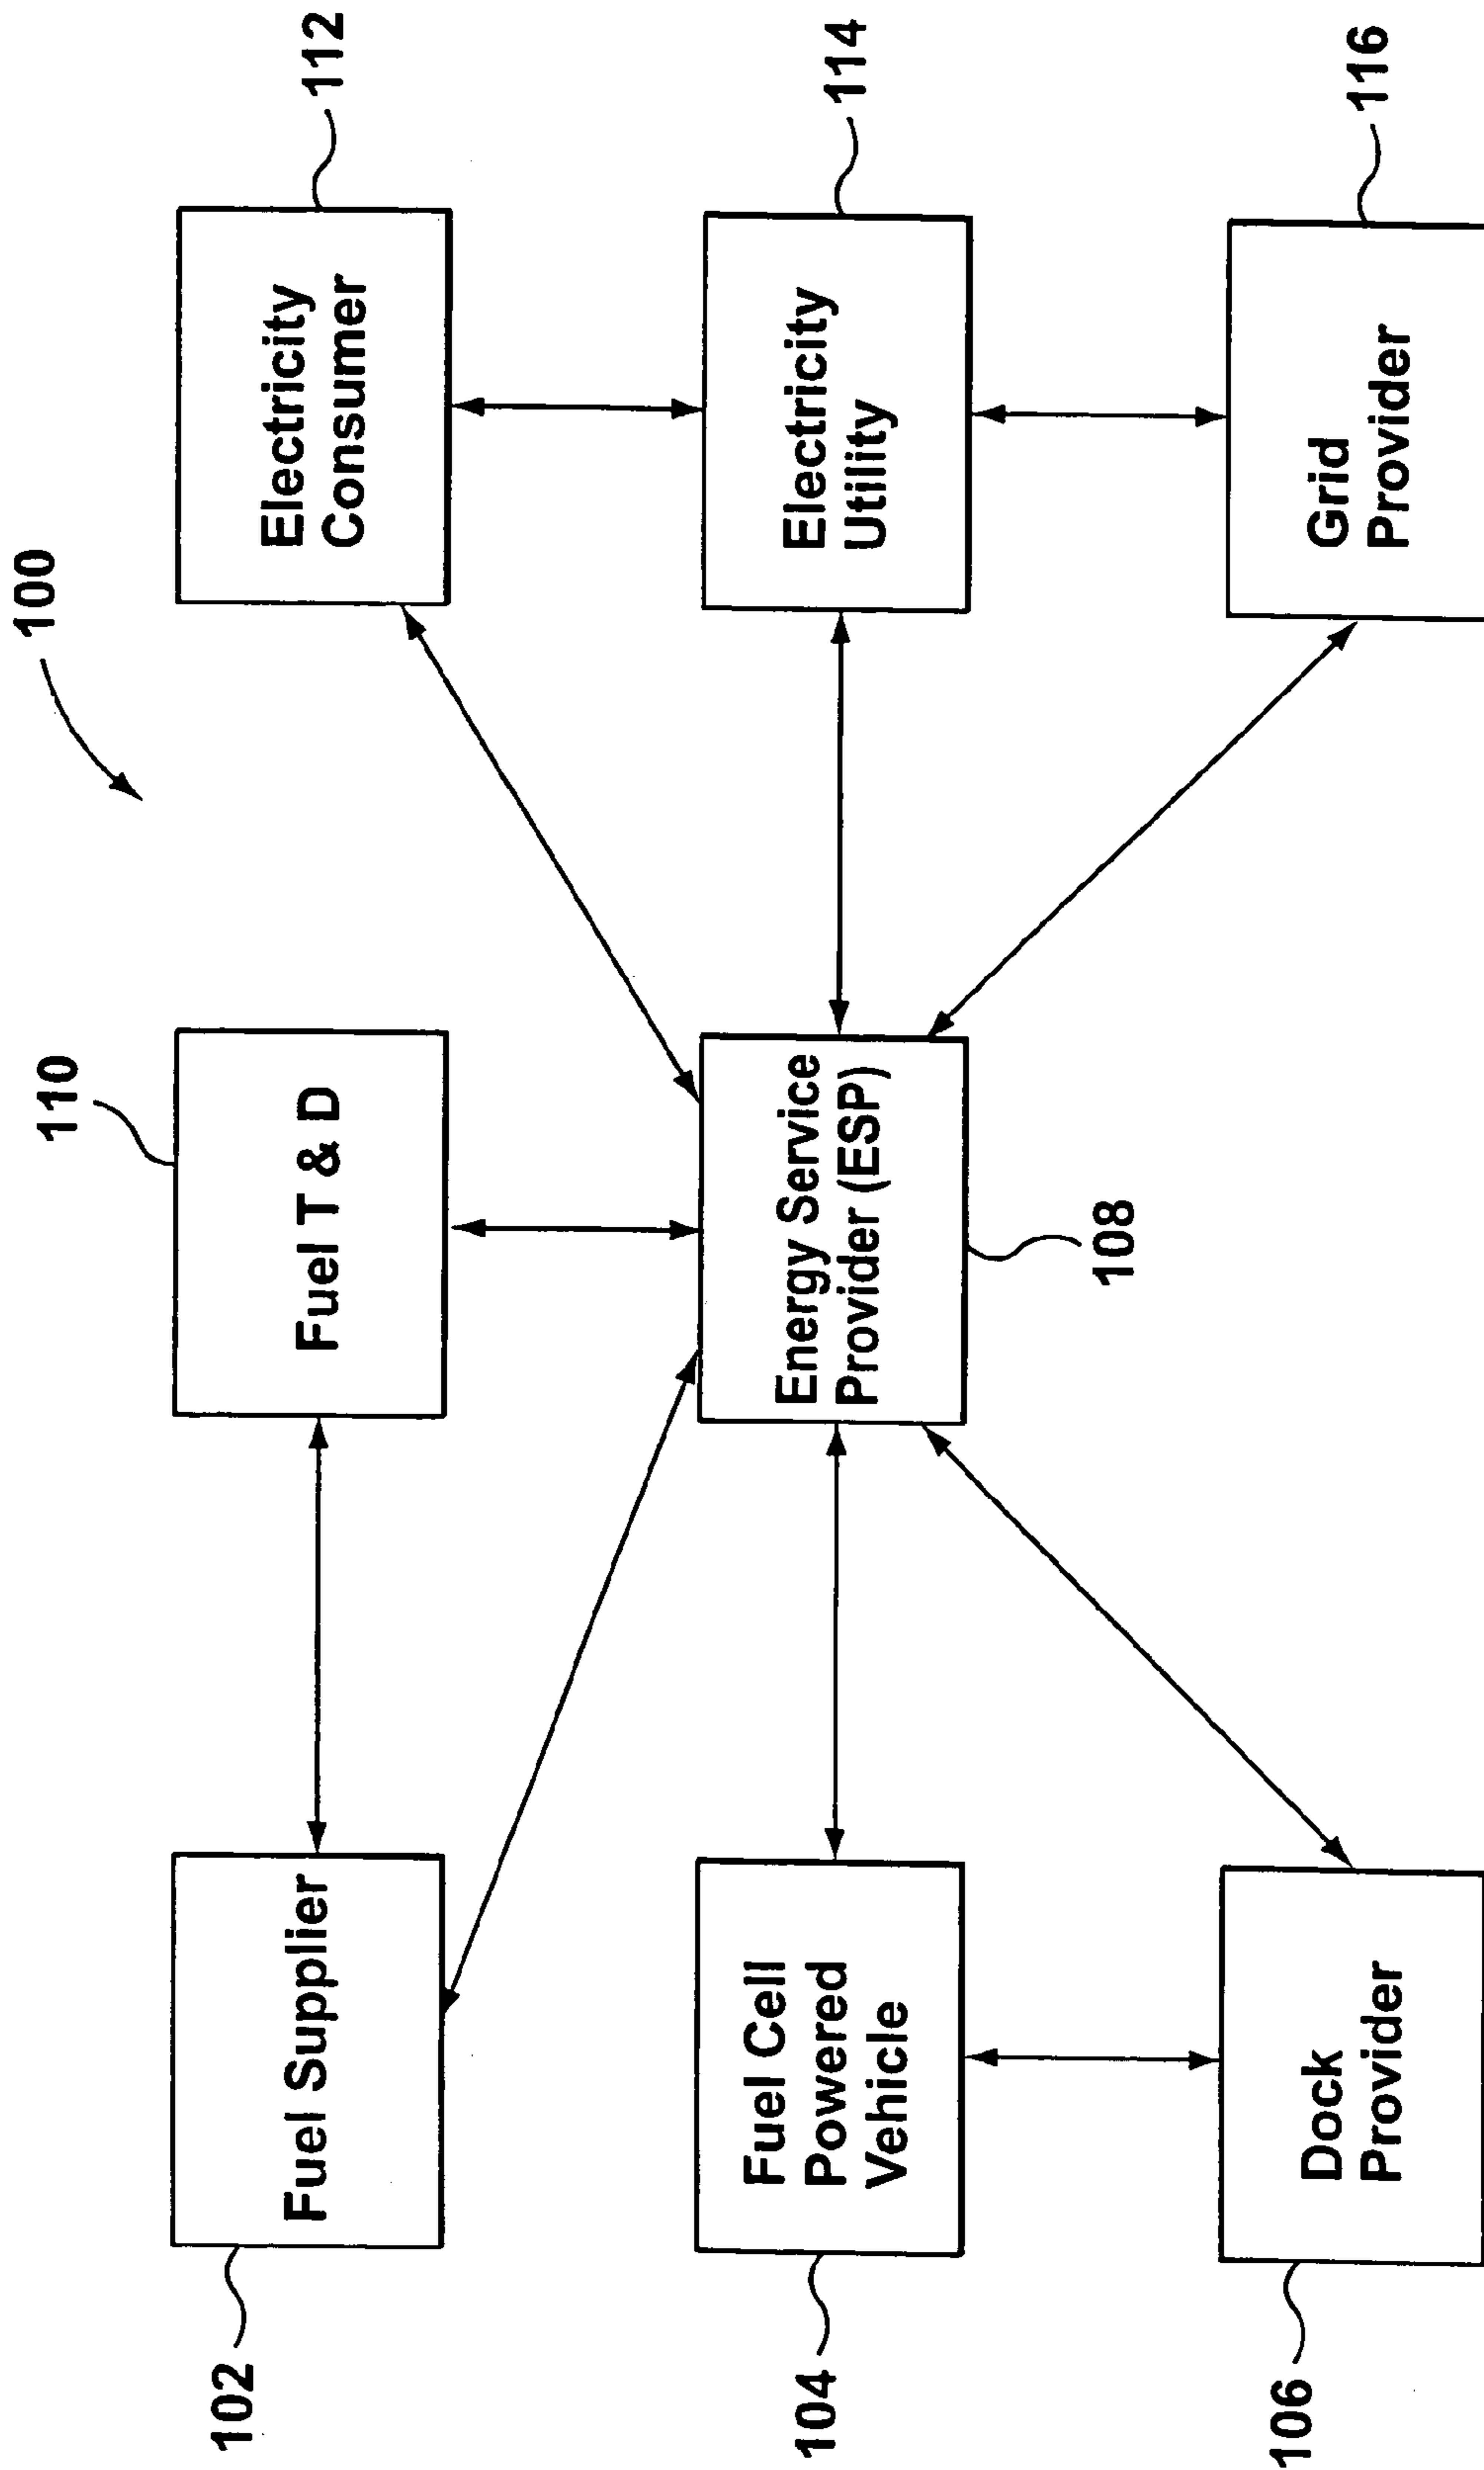 100
110
102
Fuel Supplier
Fuel T & D
Electricity
Consumer
112
104
Fuel Cell
Powered
Vehicle
Energy Service
Provider (ESP)
108
Electricity
Utility
114
106
Dock
Provider
Grid
Provider
116